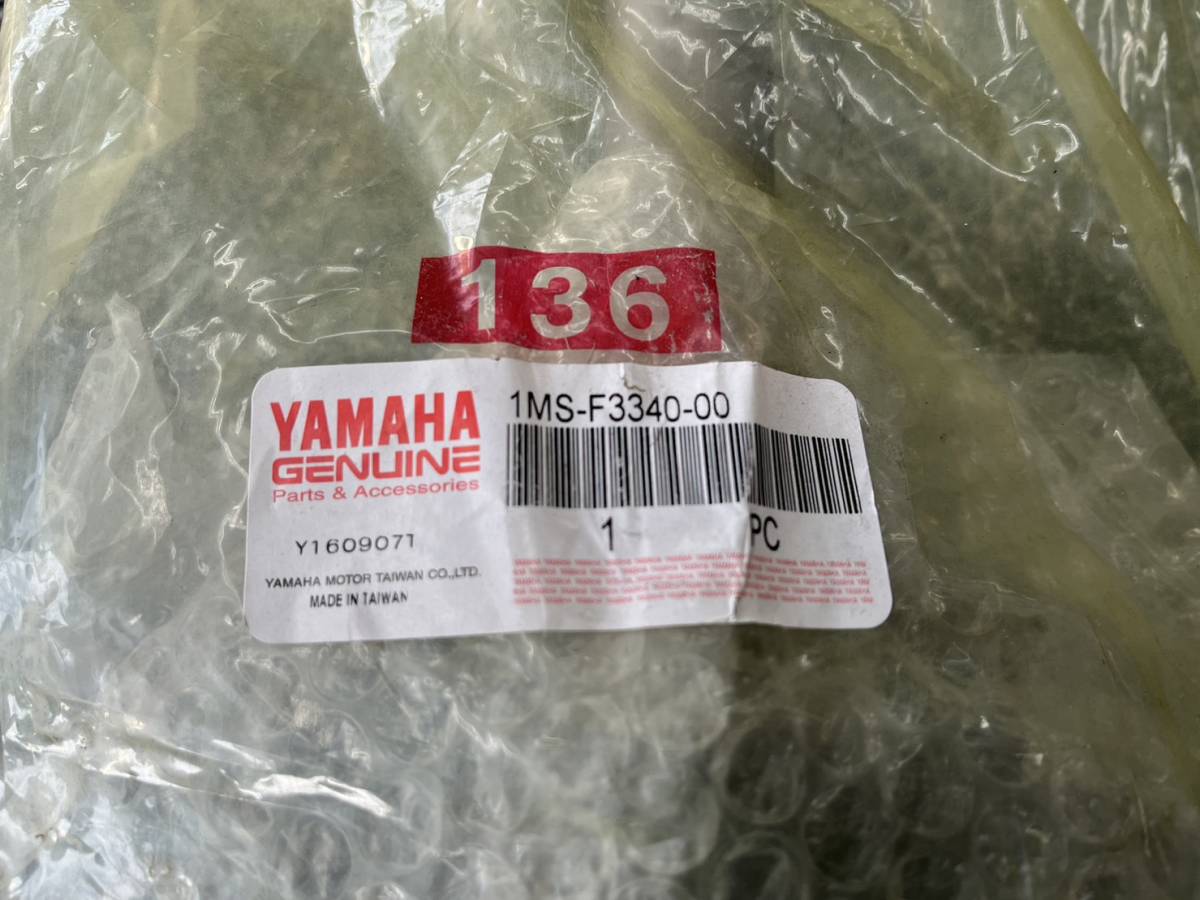 136
YAMAHA
GENUINE
Parts & Accessories
Y1609071
YAMAHA MOTOR TAIWAN CO.,LTD.
MADE IN TAIWAN
1MS-F3340-00
1 PC